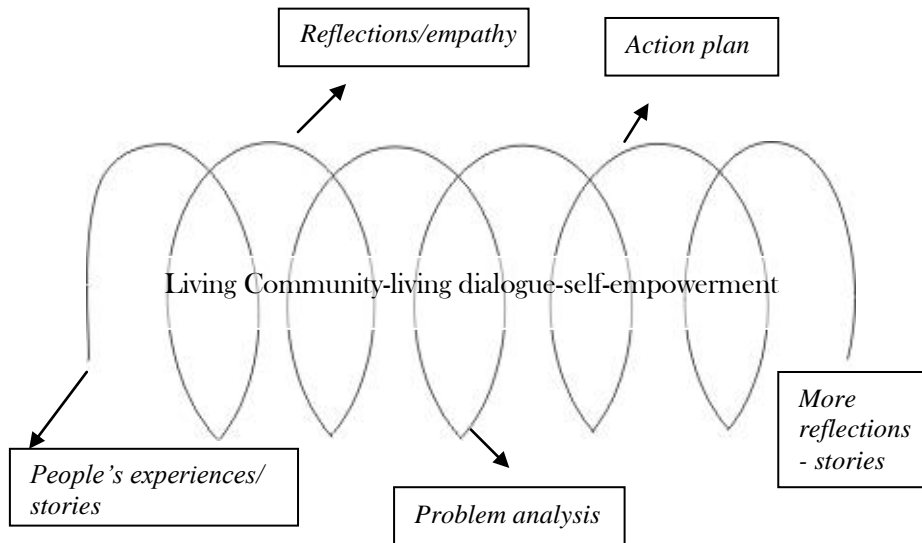 Reflections/empathy
Action plan
Living Community-living dialogue-self-empowerment
People’s experiences/
stories
Problem analysis
More
reflections
- stories